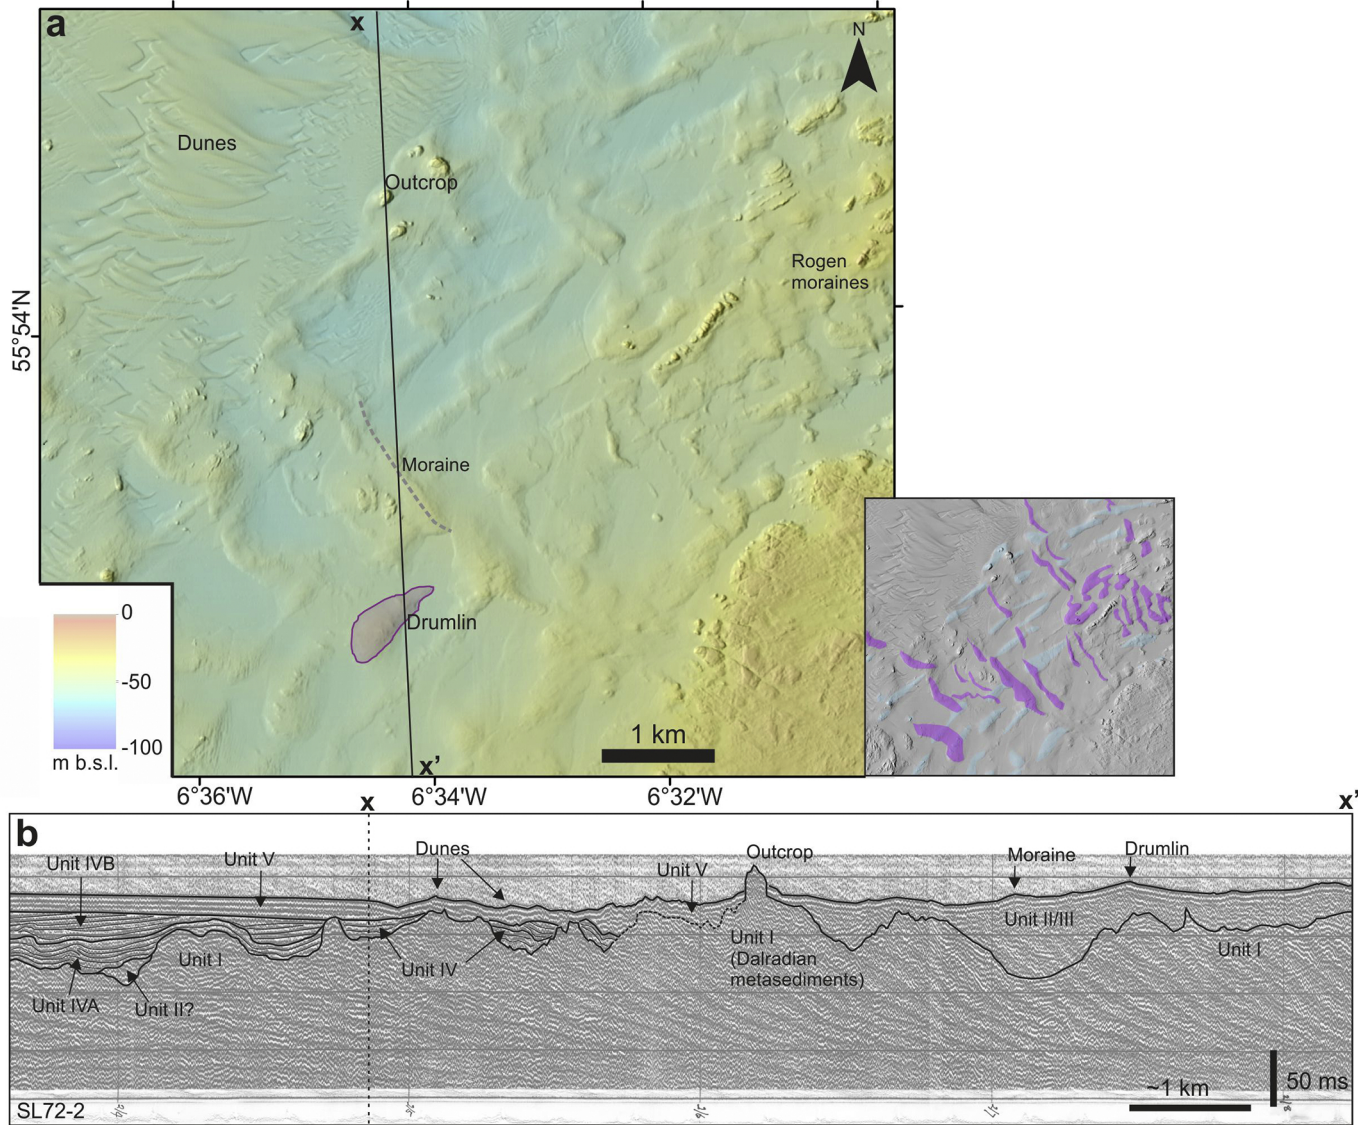 a
x
N
Dunes
Outcrop
Rogen
moraines
55°54'N
Moraine
Drumlin
0
-50
-100
m b.s.l.
1 km
x'
6°36'W
6°34'W
6°32'W
x
x'
b
Unit IVB
Unit V
Dunes
Unit V
Outcrop
Moraine
Drumlin
Unit II/III
Unit I
Unit IV
Unit I
(Dalradian
metasediments)
Unit I
Unit IVA
Unit II?
~1 km
50 ms
SL72-2